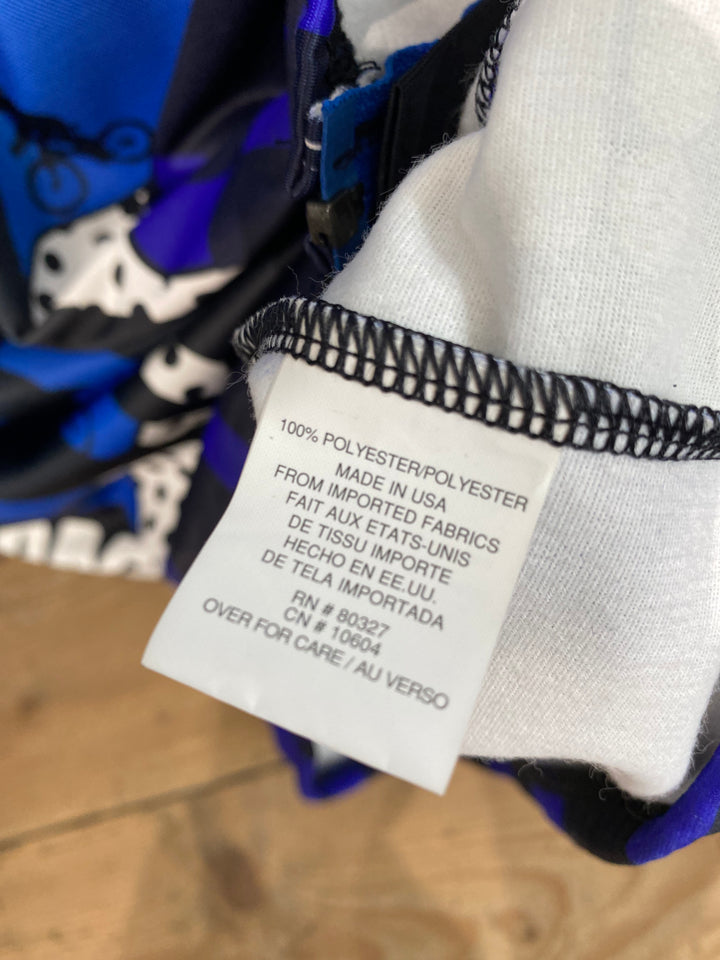 100% POLYESTER/POLYESTER
MADE IN USA
FROM IMPORTED FABRICS
FAIT AUX ETATS-UNIS
DE TISSU IMPORTE
HECHO EN EE.UU.
DE TELA IMPORTADA
RN # 80327
CN # 10604
OVER FOR CARE / AU VERSO